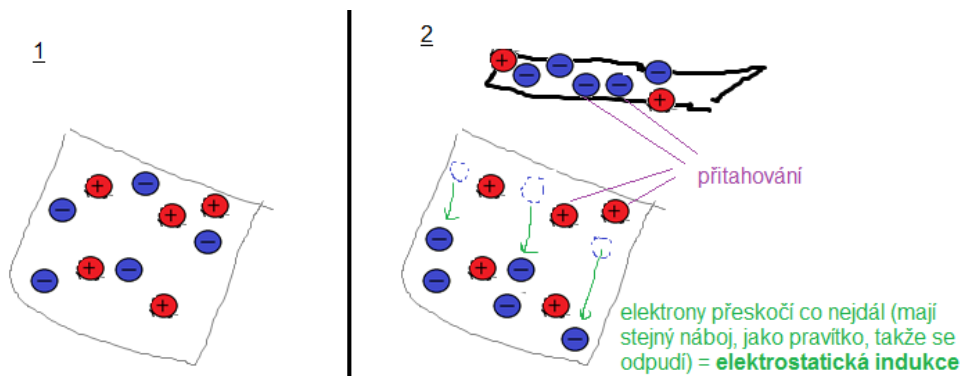 1
2
přitahování
elektrony přeskočí co nejdál (mají
stejný náboj, jako pravítko, takže se
odpudí) = elektrostatická indukce